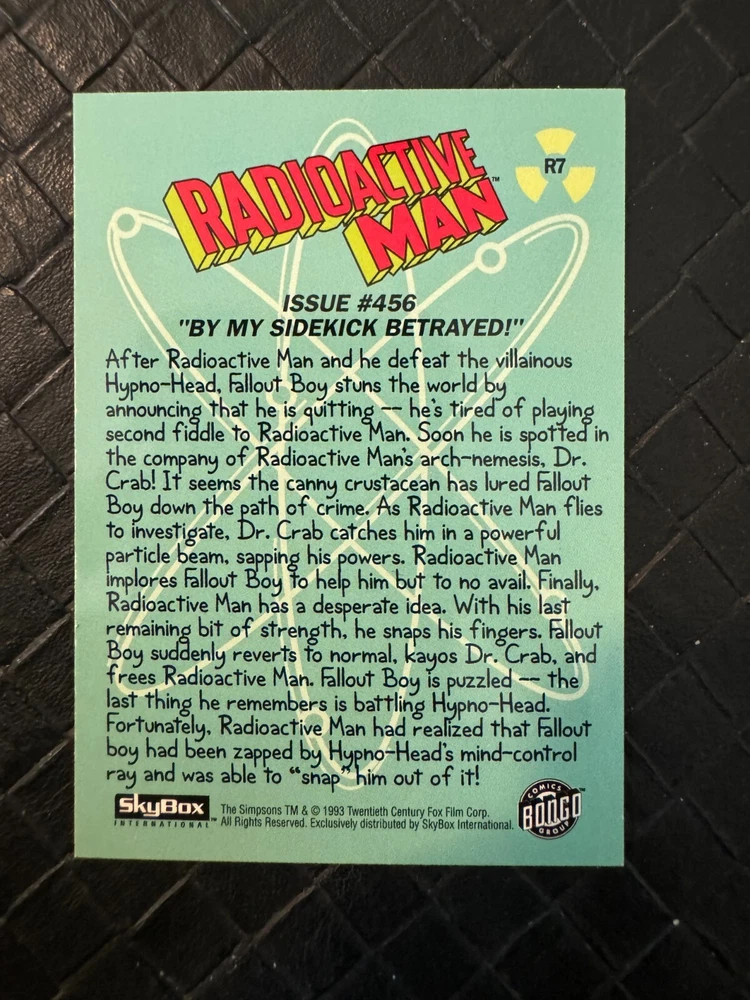 RADIOACTIVE
MAN™
R7
ISSUE #456
"BY MY SIDEKICK BETRAYED!"
After Radioactive Man and he defeat the villainous
Hypno-Head, Fallout Boy stuns the world by
announcing that he is quitting -- he's tired of playing
second fiddle to Radioactive Man. Soon he is spotted in
the company of Radioactive Man's arch-nemesis, Dr.
Crab! It seems the canny crustacean has lured Fallout
Boy down the path of crime. As Radioactive Man flies
to investigate, Dr. Crab catches him in a powerful
particle beam, sapping his powers. Radioactive Man
implores Fallout Boy to help him but to no avail. Finally,
Radioactive Man has a desperate idea. With his last
remaining bit of strength, he snaps his fingers. Fallout
Boy suddenly reverts to normal, kayos Dr. Crab, and
frees Radioactive Man. Fallout Boy is puzzled -- the
last thing he remembers is battling Hypno-Head.
Fortunately, Radioactive Man had realized that Fallout
boy had been zapped by Hypno-Head's mind-control
ray and was able to “snap” him out of it!
SkyBox
INTERNATIONAL™
The Simpsons TM & © 1993 Twentieth Century Fox Film Corp.
All Rights Reserved. Exclusively distributed by SkyBox International.
COMICS
BONGO™
GROUP